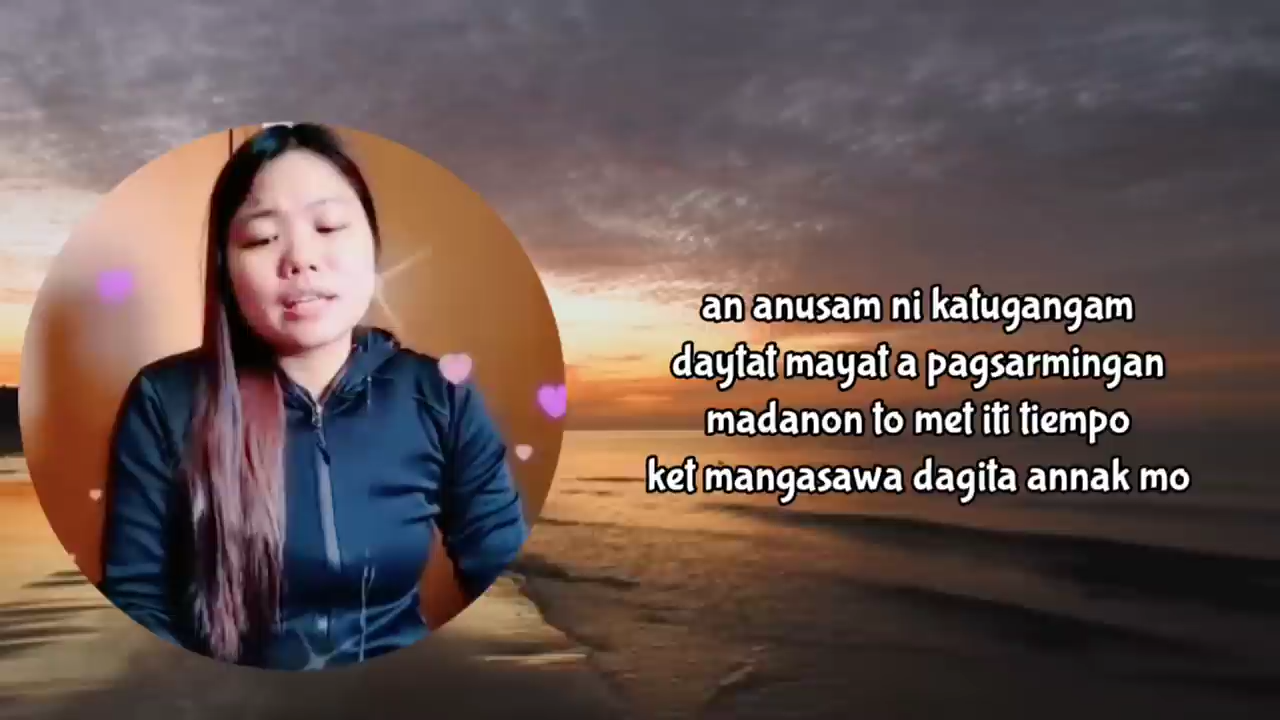 an anusam ni katugangam
daytat mayat a pagsarmingan
madanon to met iti tiempo
ket mangasawa dagita annak mo